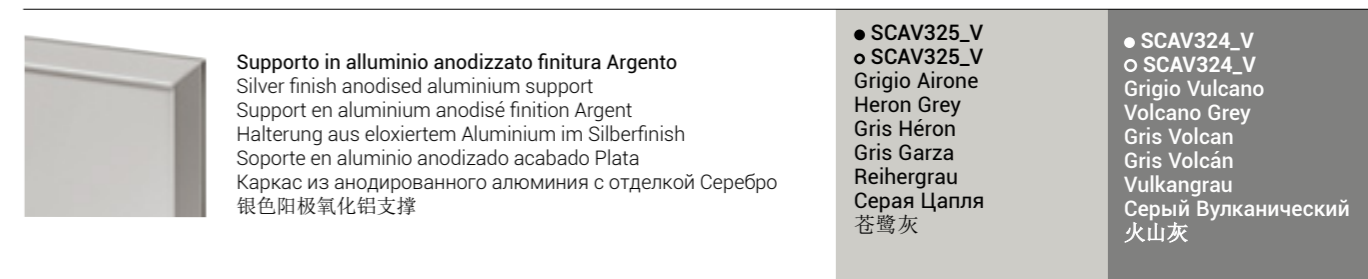 Supporto in alluminio anodizzato finitura Argento
Silver finish anodised aluminium support
Support en aluminium anodisé finition Argent
Halterung aus eloxiertem Aluminium im Silberfinish
Soporte en aluminio anodizado acabado Plata
Каркас из анодированного алюминия с отделкой Серебро
银色阳极氧化铝支撑
● SCAV325_V
○ SCAV325_V
Grigio Airone
Heron Grey
Gris Héron
Gris Garza
Reihergrau
Серая Цапля
苍鹭灰
● SCAV324_V
○ SCAV324_V
Grigio Vulcano
Volcano Grey
Gris Volcan
Gris Volcán
Vulkangrau
Серый Вулканический
火山灰